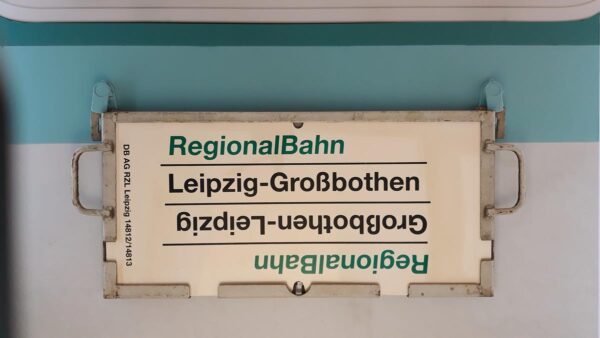 RegionalBahn
Leipzig-Großbothen
Großbothen-Leipzig
RegionalBahn
DB AG RZL Leipzig 14812/14813